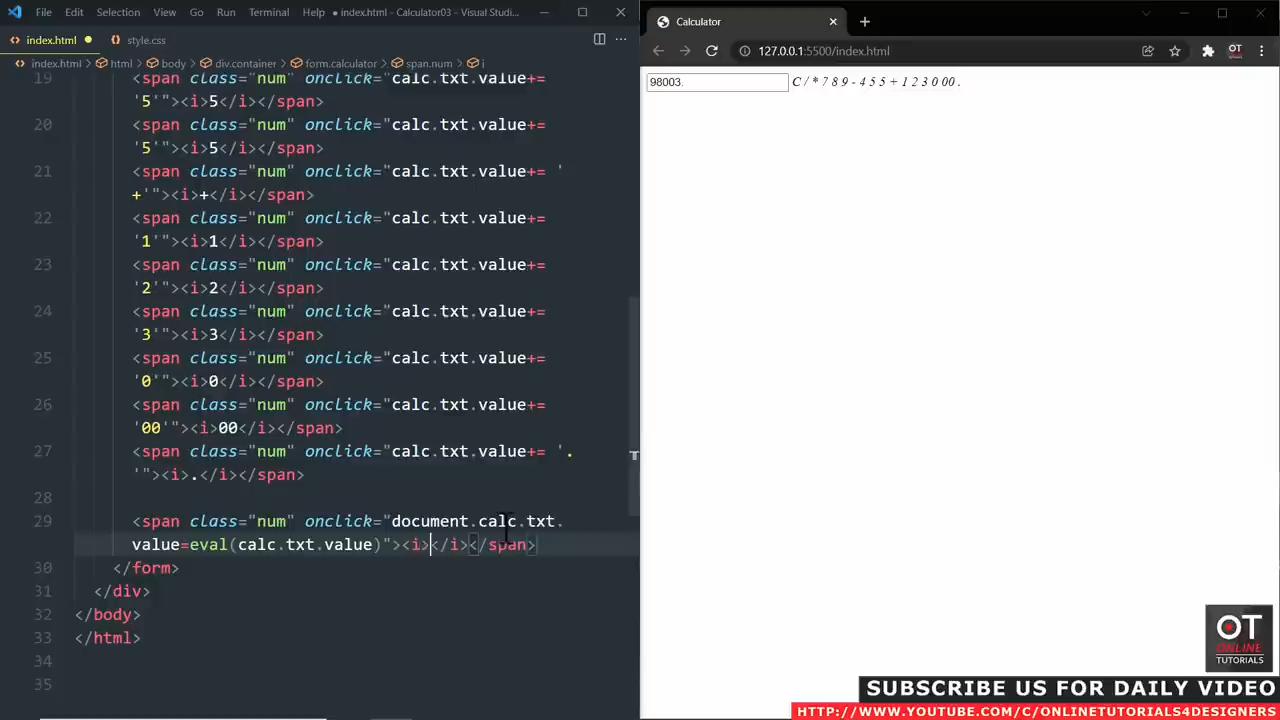 File Edit Selection View Go Run Terminal Help ● index.html - Calculator03 - Visual Studi...
index.html ● style.css
index.html > html > body > div.container > form.calculator > span.num > i
19 <span class="num" onclick="calc.txt.value+=
'5'"><i>5</i></span>
20 <span class="num" onclick="calc.txt.value+=
'5'"><i>5</i></span>
21 <span class="num" onclick="calc.txt.value+= '
+'"><i>+</i></span>
22 <span class="num" onclick="calc.txt.value+=
'1'"><i>1</i></span>
23 <span class="num" onclick="calc.txt.value+=
'2'"><i>2</i></span>
24 <span class="num" onclick="calc.txt.value+=
'3'"><i>3</i></span>
25 <span class="num" onclick="calc.txt.value+=
'0'"><i>0</i></span>
26 <span class="num" onclick="calc.txt.value+=
'00'"><i>00</i></span>
27 <span class="num" onclick="calc.txt.value+= '.
'"><i>.</i></span>
28
29 <span class="num" onclick="document.calc.txt.
value=eval(calc.txt.value)"><i></i></span>
30 </form>
31 </div>
32 </body>
33 </html>
34
35
Calculator
127.0.0.1:5500/index.html
98003. C / * 7 8 9 - 4 5 5 + 1 2 3 0 00 .
OT
ONLINE
TUTORIALS
SUBSCRIBE US FOR DAILY VIDEO
HTTP://WWW.YOUTUBE.COM/C/ONLINETUTORIALS4DESIGNERS